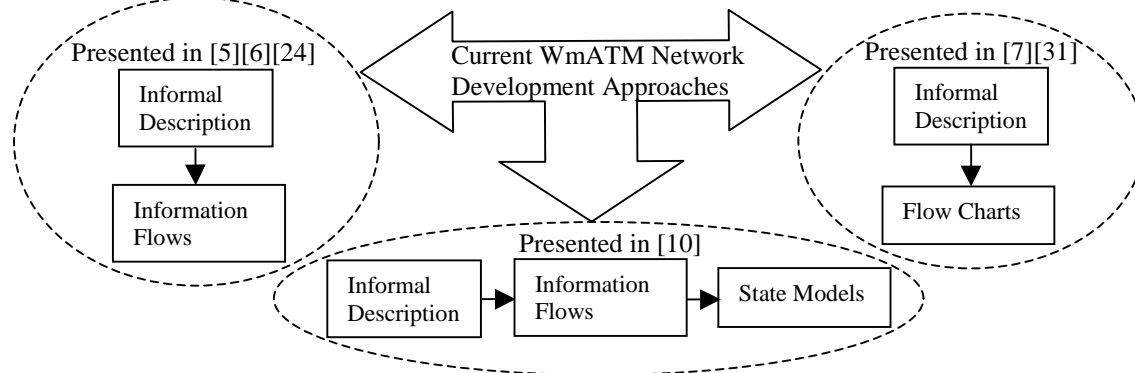 Presented in [5][6][24]
Informal
Description
Information
Flows
Current WmATM Network
Development Approaches
Presented in [7][31]
Informal
Description
Flow Charts
Presented in [10]
Informal
Description
Information
Flows
State Models